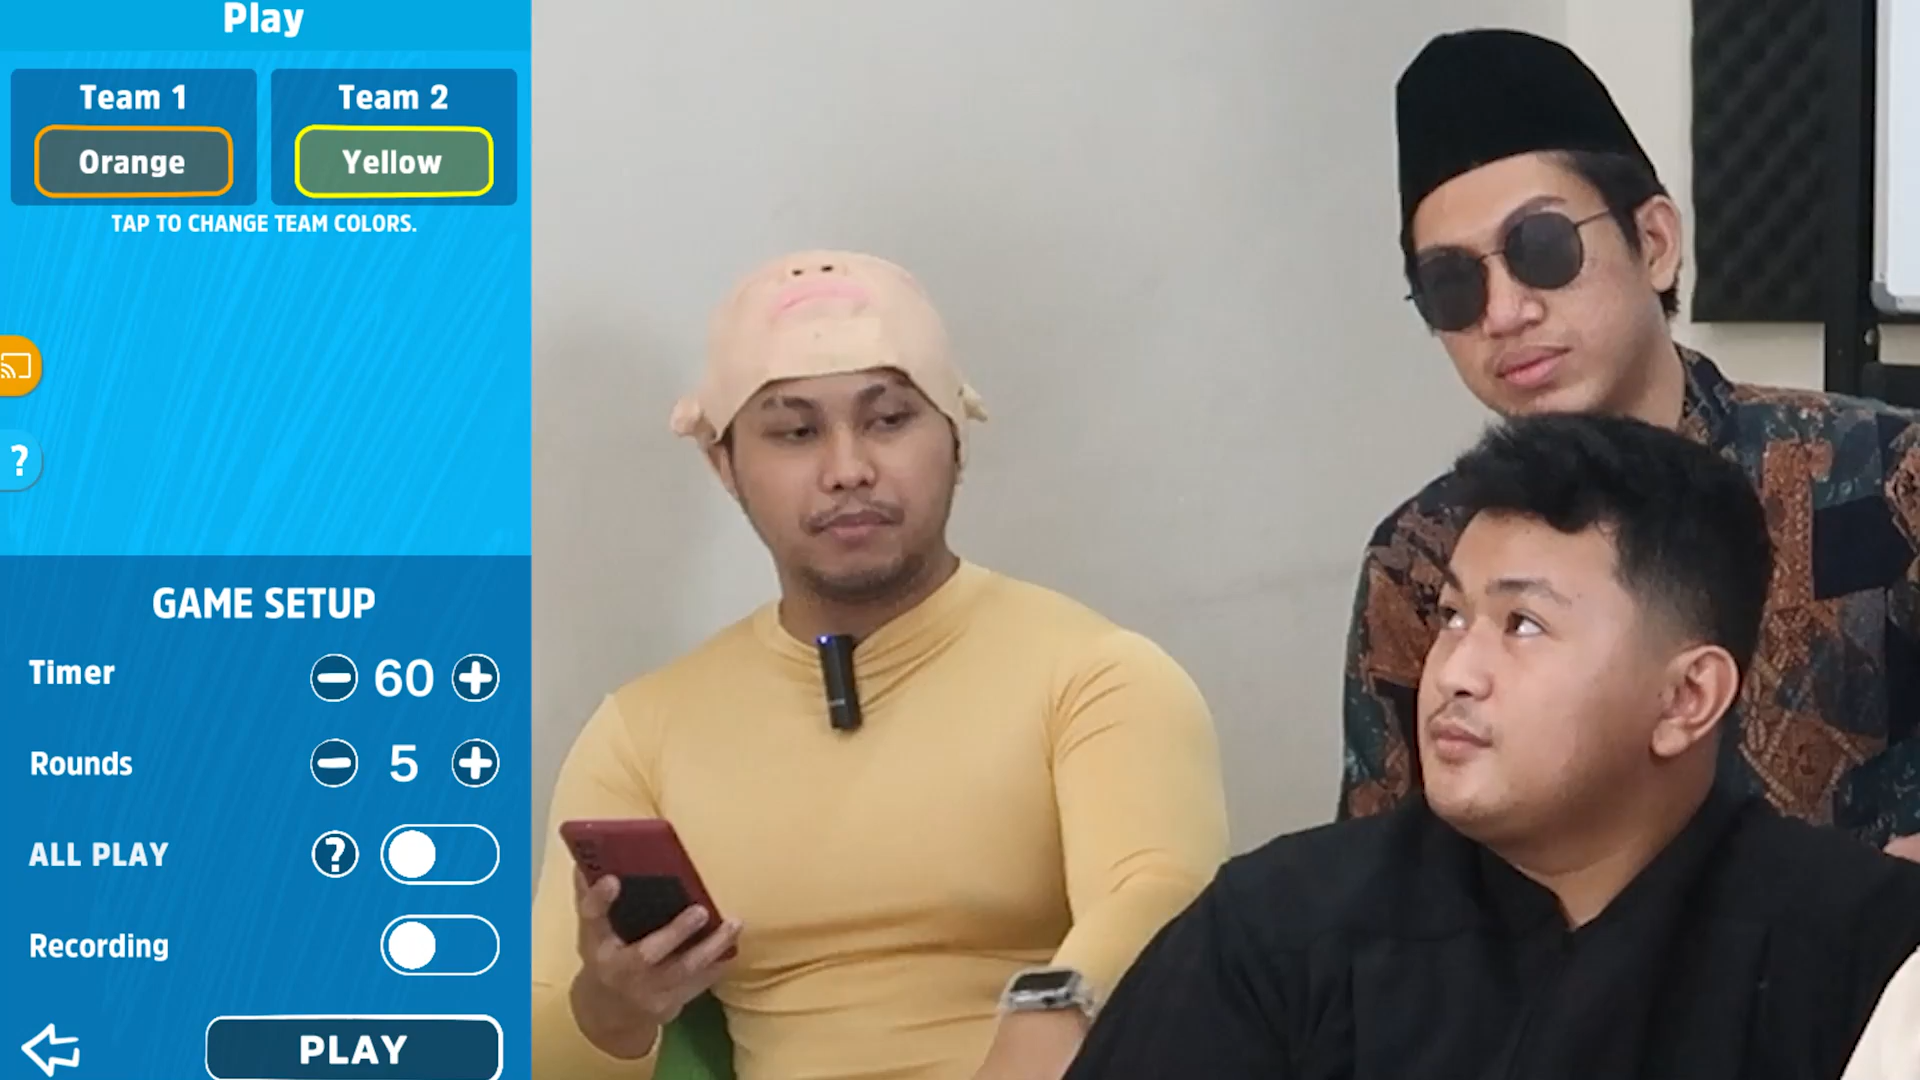 Play
Team 1
Team 2
Orange
Yellow
TAP TO CHANGE TEAM COLORS.
?
GAME SETUP
Timer
60
Rounds
5
ALL PLAY
?
Recording
PLAY